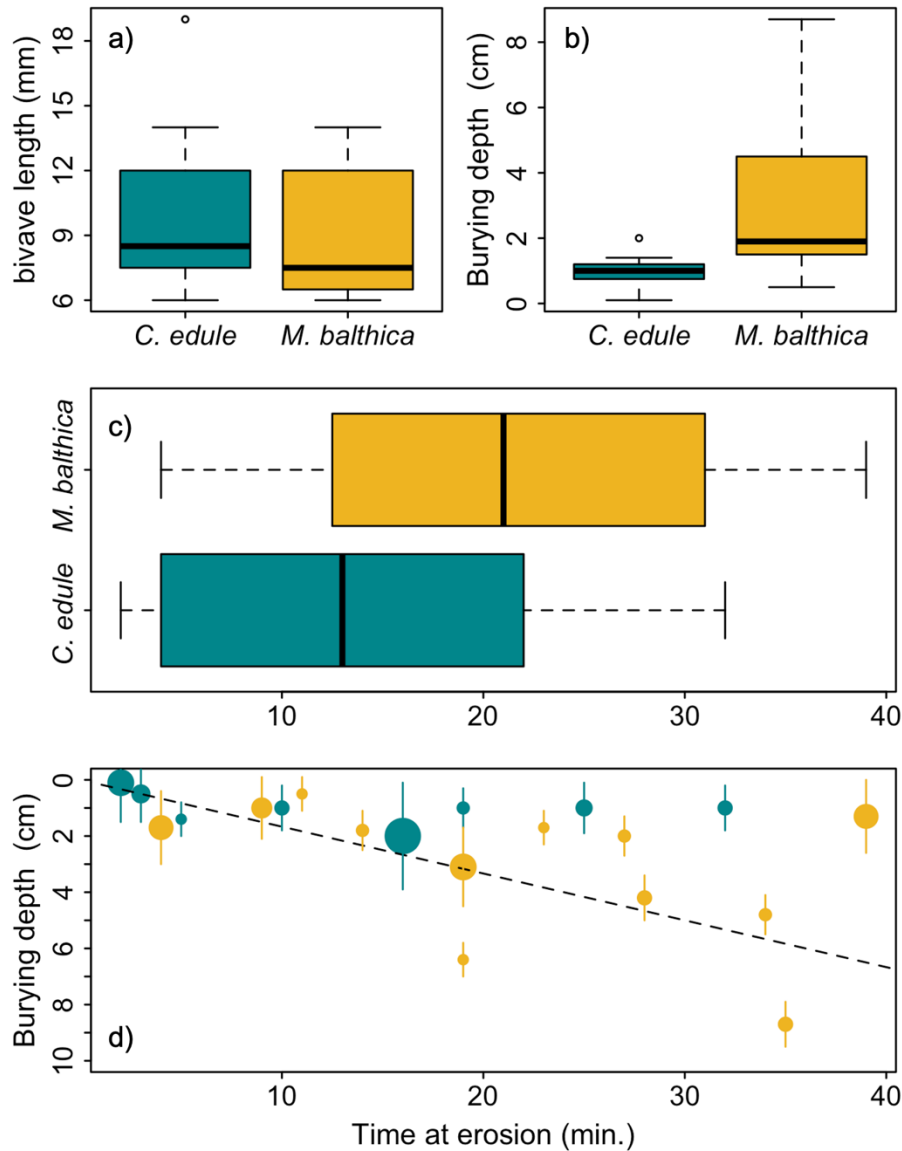 a)
bivave length (mm)
18
15
12
9
6
C. edule
M. balthica
b)
Burying depth (cm)
8
6
4
2
0
C. edule
M. balthica
c)
M. balthica
C. edule
10
20
30
40
d)
Burying depth (cm)
0
2
4
6
8
10
10
20
30
40
Time at erosion (min.)